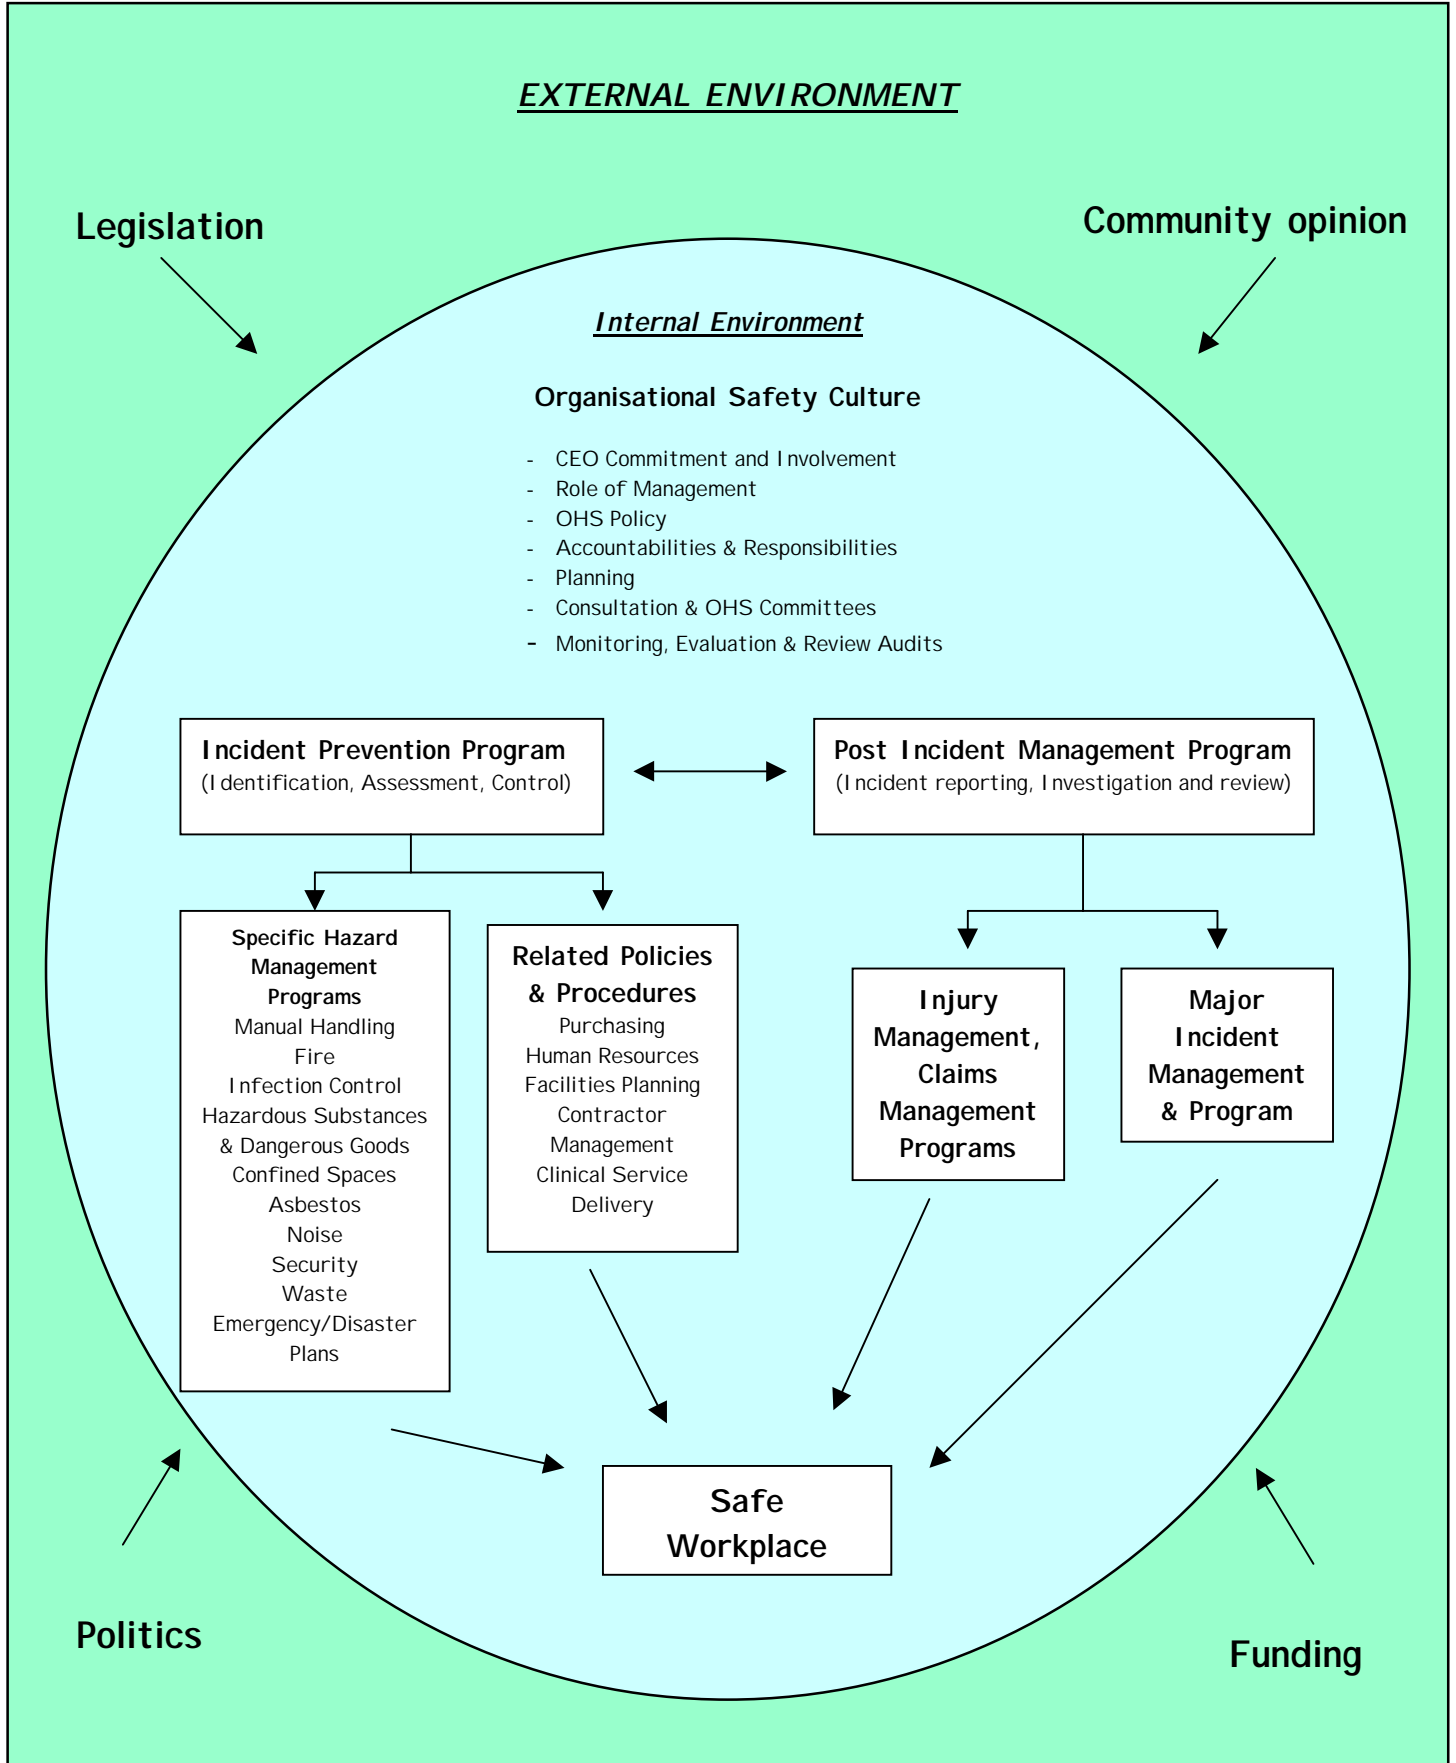 EXTERNAL ENVIRONMENT
Legislation
Community opinion
Internal Environment
Organisational Safety Culture
- CEO Commitment and Involvement
- Role of Management
- OHS Policy
- Accountabilities & Responsibilities
- Planning
- Consultation & OHS Committees
- Monitoring, Evaluation & Review Audits
Incident Prevention Program
(Identification, Assessment, Control)
Post Incident Management Program
(Incident reporting, Investigation and review)
Specific Hazard
Management
Programs
Manual Handling
Fire
Infection Control
Hazardous Substances
& Dangerous Goods
Confined Spaces
Asbestos
Noise
Security
Waste
Emergency/Disaster
Plans
Related Policies
& Procedures
Purchasing
Human Resources
Facilities Planning
Contractor
Management
Clinical Service
Delivery
Injury
Management,
Claims
Management
Programs
Major
Incident
Management
& Program
Safe
Workplace
Politics
Funding